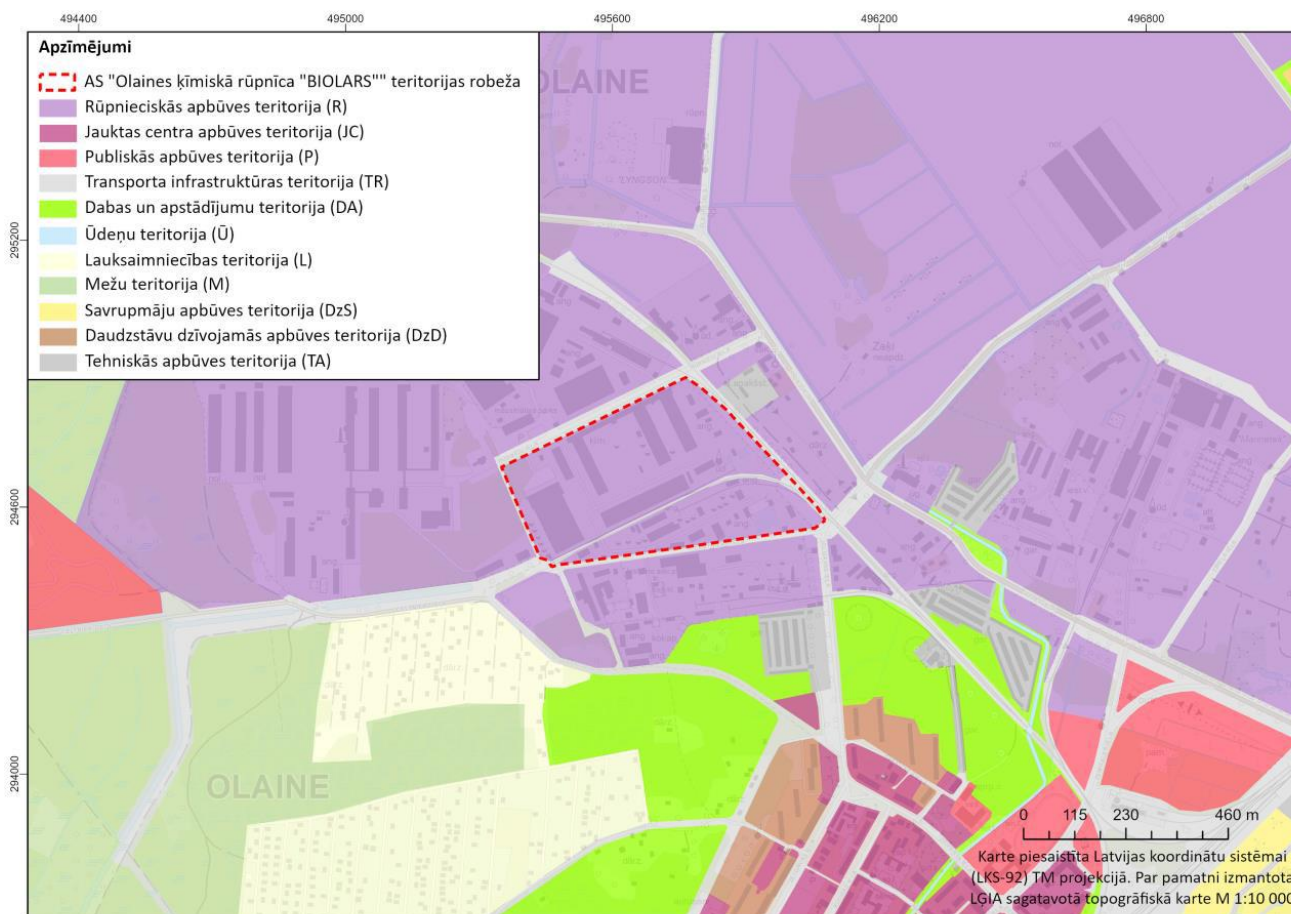 494400
495000
495600
496200
496800
Apzīmējumi
AS "Olaines ķīmiskā rūpnīca "BIOLARS"" teritorijas robeža
Rūpnieciskās apbūves teritorija (R)
Jauktas centra apbūves teritorija (JC)
Publiskās apbūves teritorija (P)
Transporta infrastruktūras teritorija (TR)
Dabas un apstādījumu teritorija (DA)
Ūdeņu teritorija (Ū)
Lauksaimniecības teritorija (L)
Mežu teritorija (M)
Savrupmāju apbūves teritorija (DzS)
Daudzstāvu dzīvojamās apbūves teritorija (DzD)
Tehniskās apbūves teritorija (TA)
OLAINE
295200
Zaķi
294600
294000
OLAINE
0 115 230 460 m
Karte piesaistīta Latvijas koordinātu sistēmai
(LKS-92) TM projekcijā. Par pamatni izmantota
LĢIA sagatavotā topogrāfiskā karte M 1:10 000